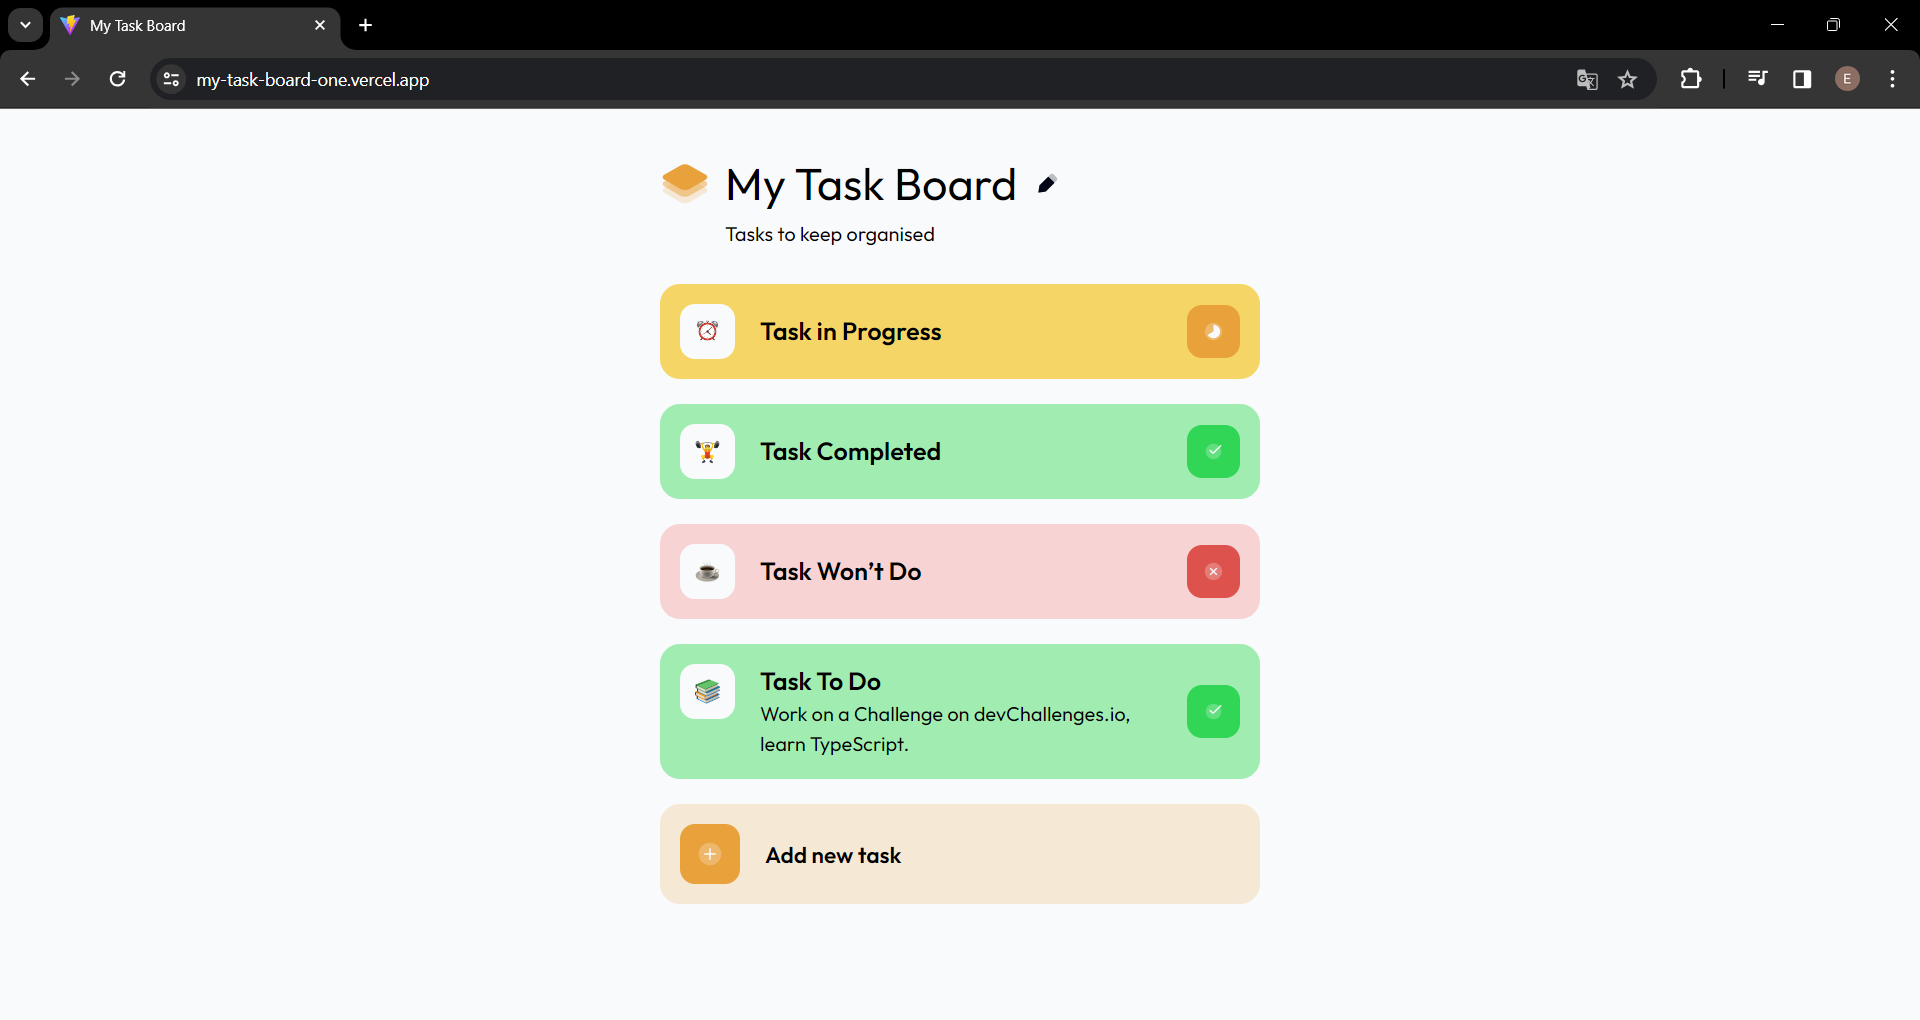 My Task Board
my-task-board-one.vercel.app
E
My Task Board
Tasks to keep organised
Task in Progress
Task Completed
Task Won’t Do
Task To Do
Work on a Challenge on devChallenges.io,
learn TypeScript.
Add new task